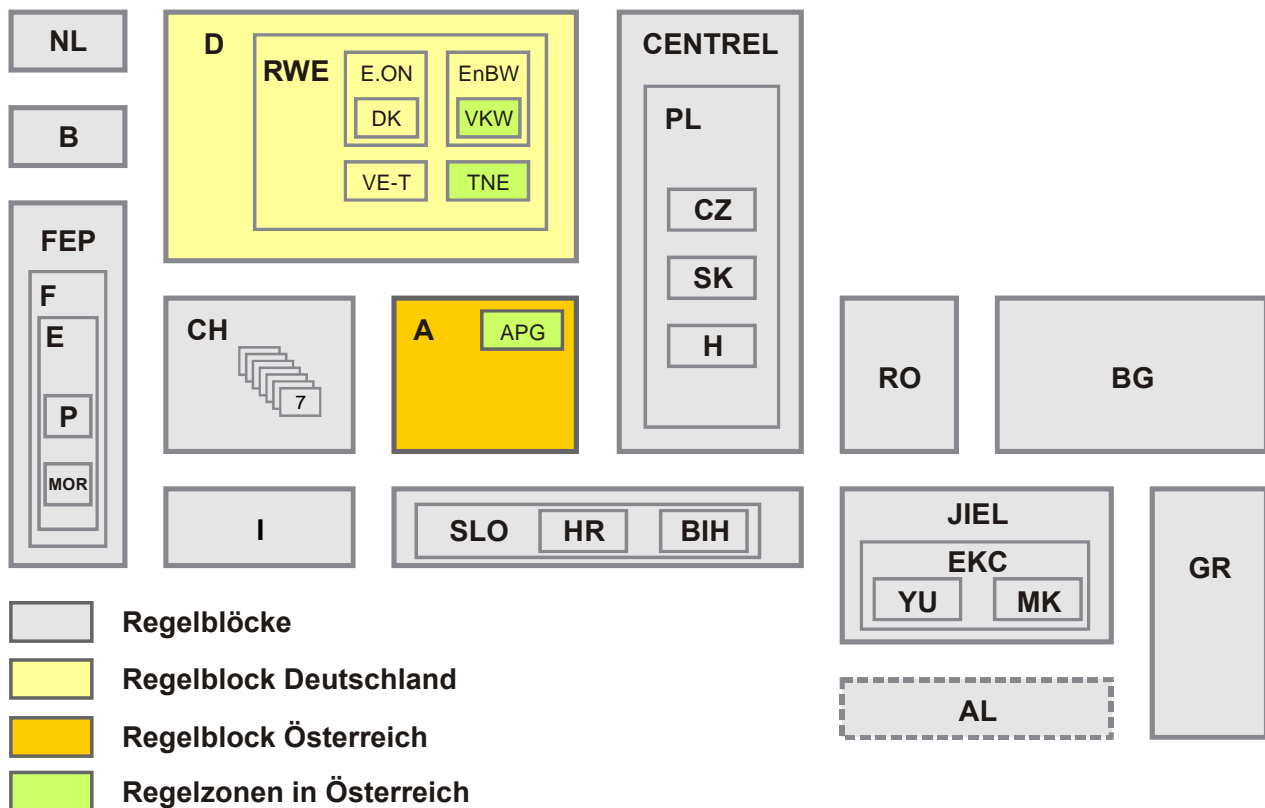 NL
B
FEP
F
E
P
MOR
D
RWE
E.ON
DK
EnBW
VKW
VE-T
TNE
CENTREL
PL
CZ
SK
H
CH
7
A
APG
RO
BG
I
SLO
HR
BIH
JIEL
EKC
YU
MK
GR
AL
Regelblöcke
Regelblock Deutschland
Regelblock Österreich
Regelzonen in Österreich